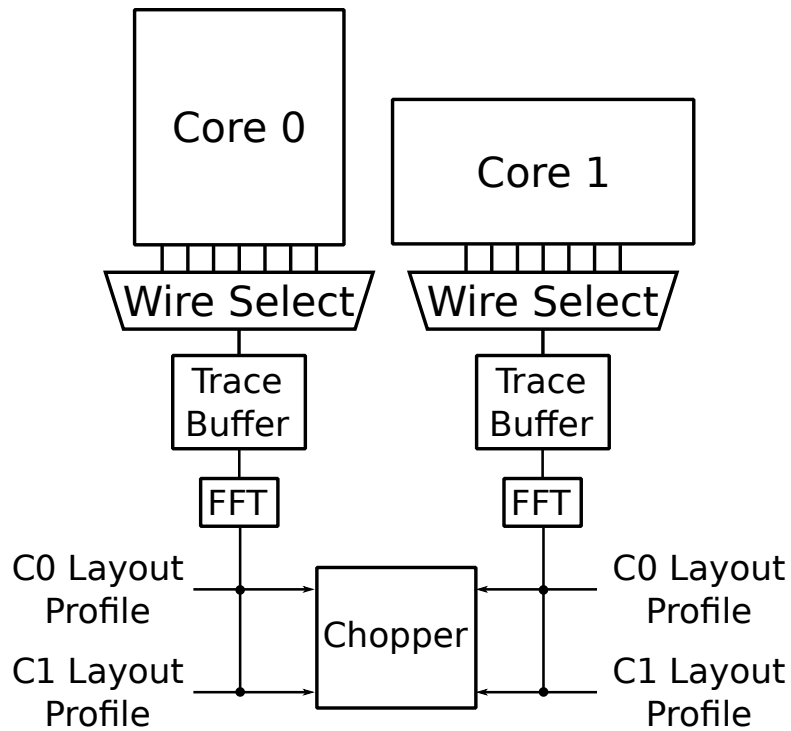 Core 0
Core 1
Wire Select
Wire Select
Trace
Buffer
Trace
Buffer
FFT
FFT
C0 Layout
Profile
C0 Layout
Profile
Chopper
C1 Layout
Profile
C1 Layout
Profile